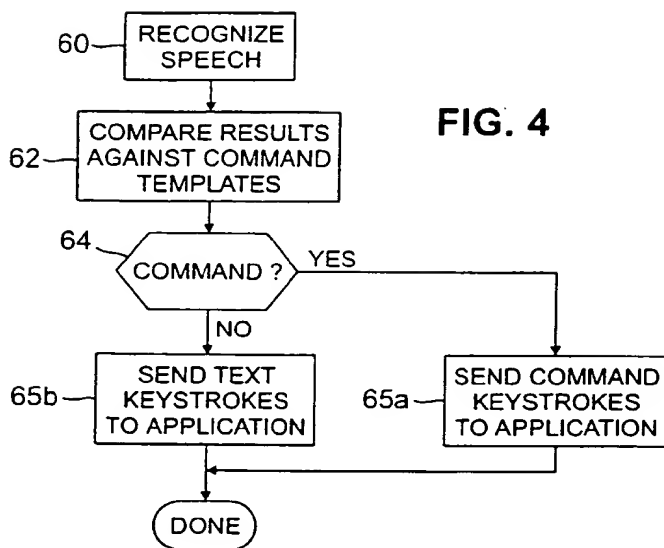 60
RECOGNIZE
SPEECH
FIG. 4
62
COMPARE RESULTS
AGAINST COMMAND
TEMPLATES
64
COMMAND ?
YES
NO
65b
SEND TEXT
KEYSTROKES
TO APPLICATION
65a
SEND COMMAND
KEYSTROKES
TO APPLICATION
DONE